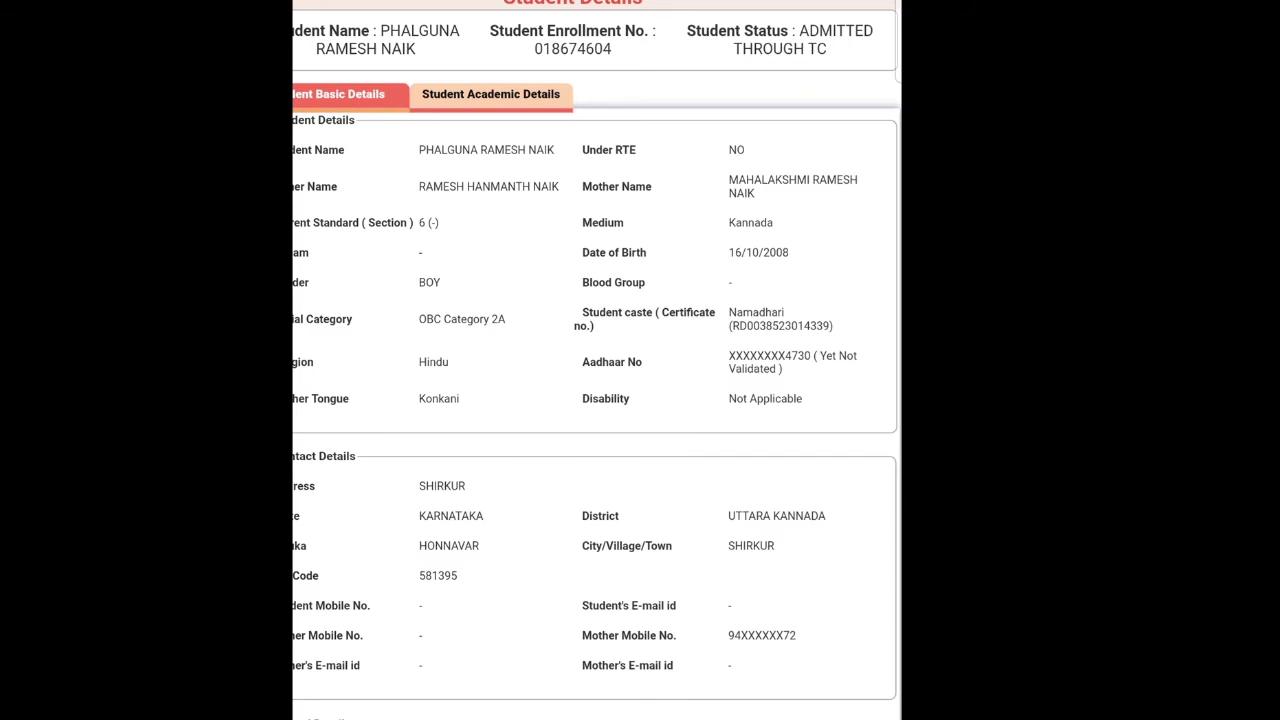 Student Details
dent Name : PHALGUNA RAMESH NAIK
Student Enrollment No. : 018674604
Student Status : ADMITTED THROUGH TC
lent Basic Details
Student Academic Details
dent Details
dent Name PHALGUNA RAMESH NAIK Under RTE NO
er Name RAMESH HANMANTH NAIK Mother Name MAHALAKSHMI RAMESH NAIK
rent Standard ( Section ) 6 (-) Medium Kannada
am - Date of Birth 16/10/2008
der BOY Blood Group -
ial Category OBC Category 2A Student caste ( Certificate no.) Namadhari (RD0038523014339)
gion Hindu Aadhaar No XXXXXXXX4730 ( Yet Not Validated )
her Tongue Konkani Disability Not Applicable
ntact Details
ress SHIRKUR
e KARNATAKA District UTTARA KANNADA
ka HONNAVAR City/Village/Town SHIRKUR
Code 581395
dent Mobile No. - Student's E-mail id -
er Mobile No. - Mother Mobile No. 94XXXXXX72
er's E-mail id - Mother's E-mail id -